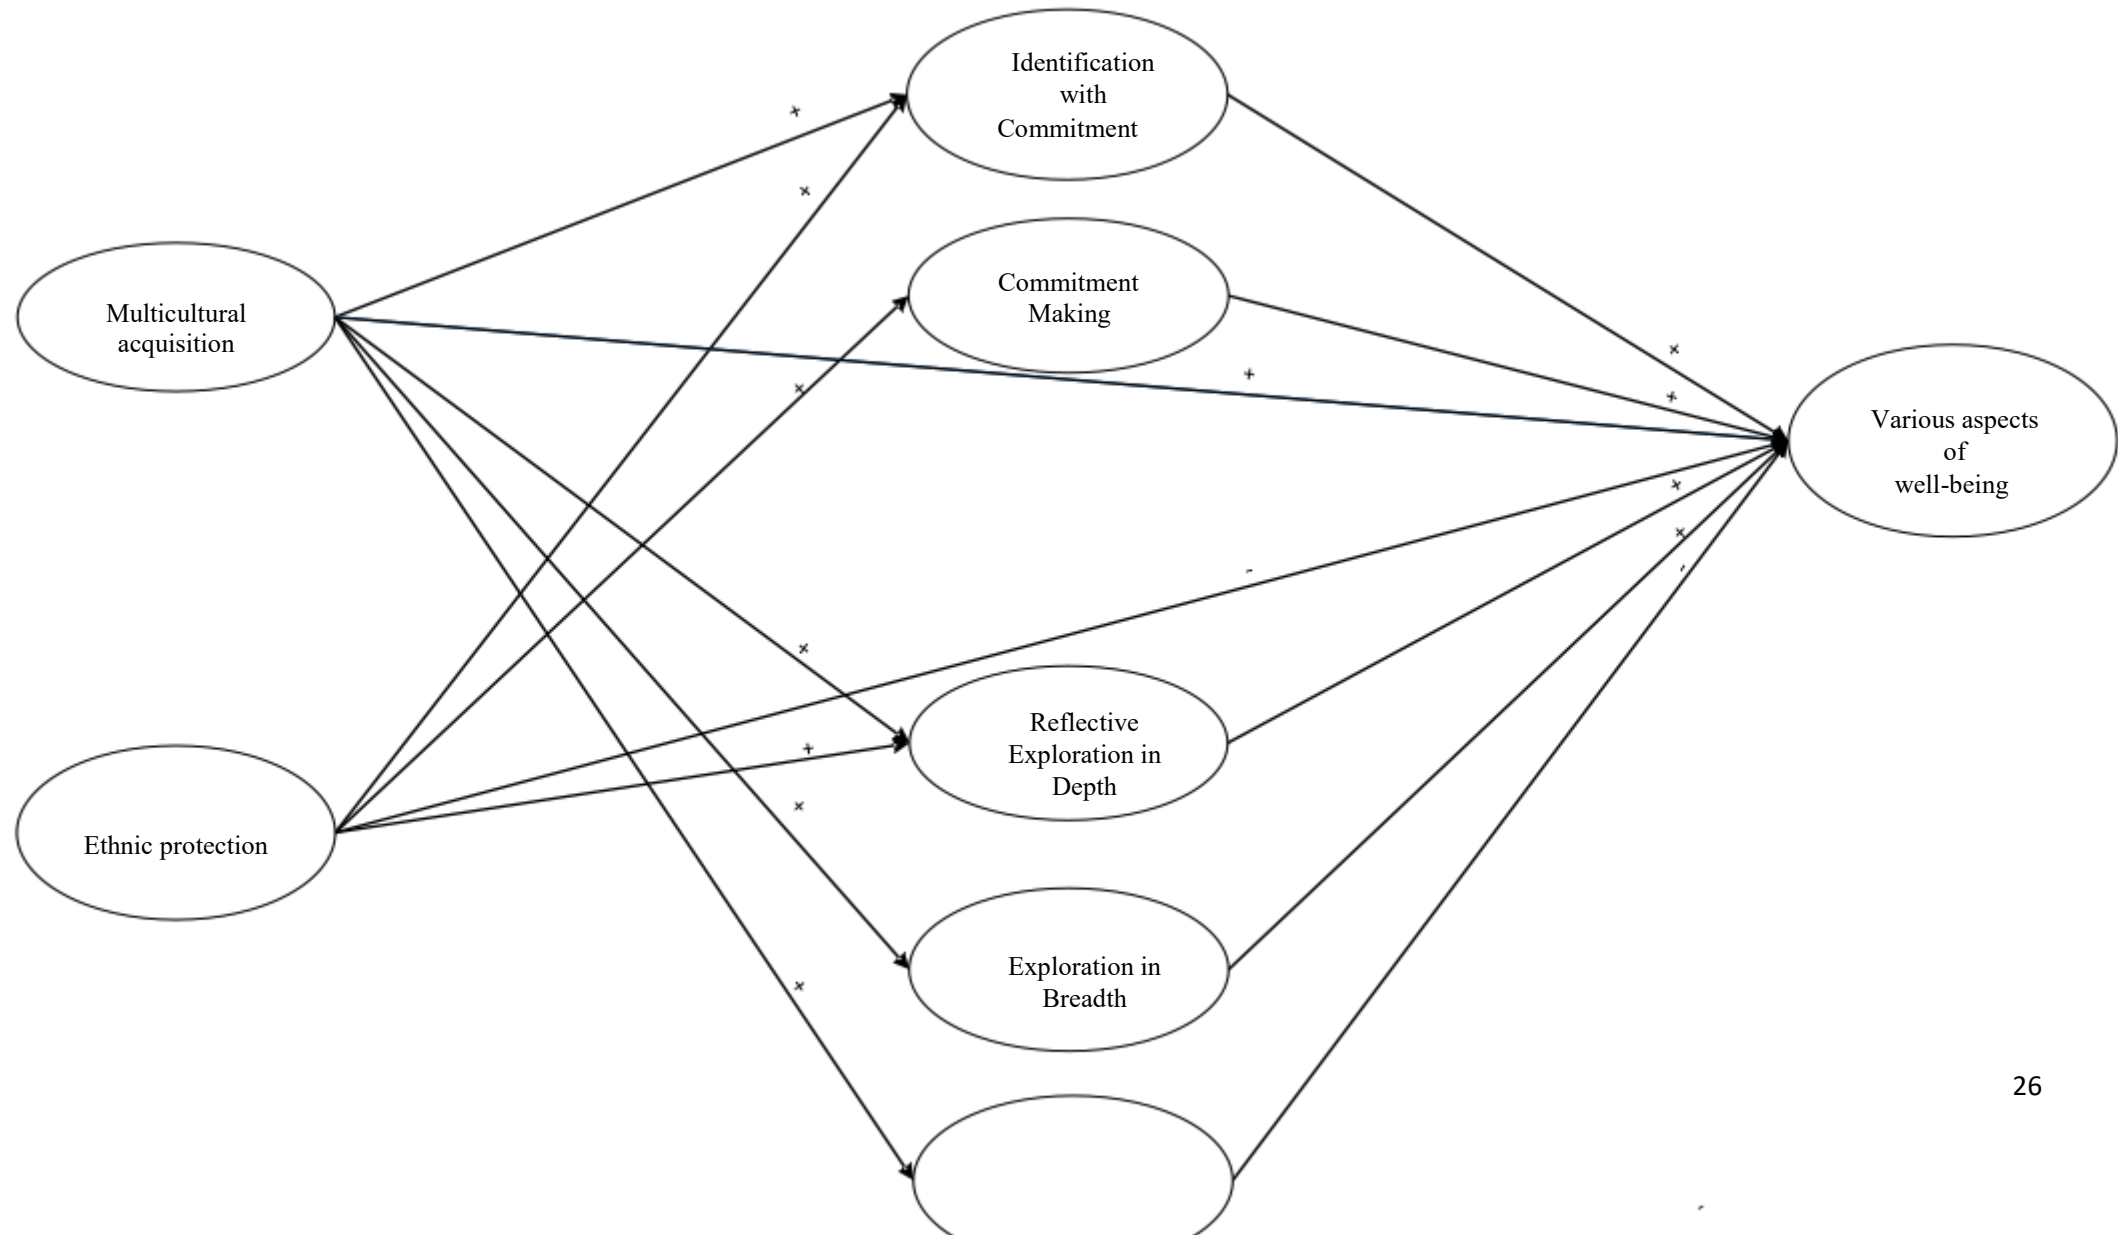 Identification
with
Commitment
+
+
Multicultural
acquisition
Commitment
Making
+
+
+
+
Various aspects
of
well-being
+
+
-
-
+
Reflective
Exploration in
Depth
+
+
Ethnic protection
Exploration in
Breadth
+
26
-